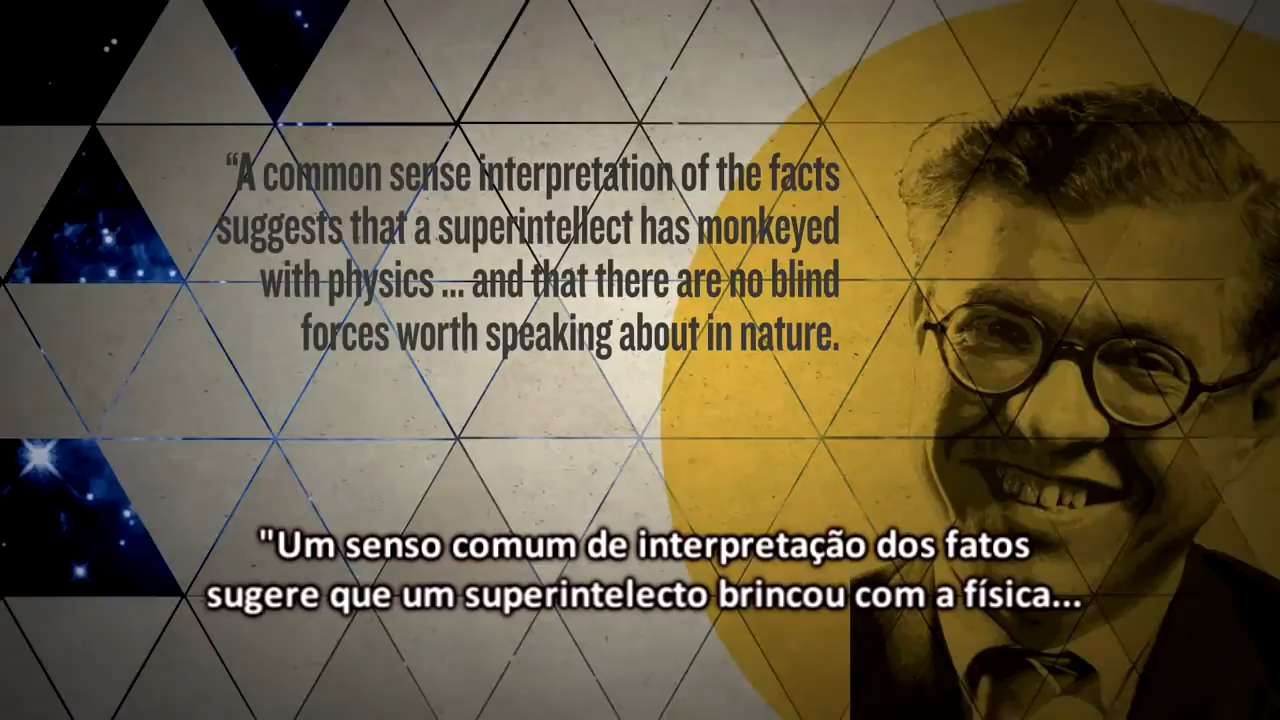 “A common sense interpretation of the facts
suggests that a superintellect has monkeyed
with physics ... and that there are no blind
forces worth speaking about in nature.
"Um senso comum de interpretação dos fatos
sugere que um superintelecto brincou com a física...